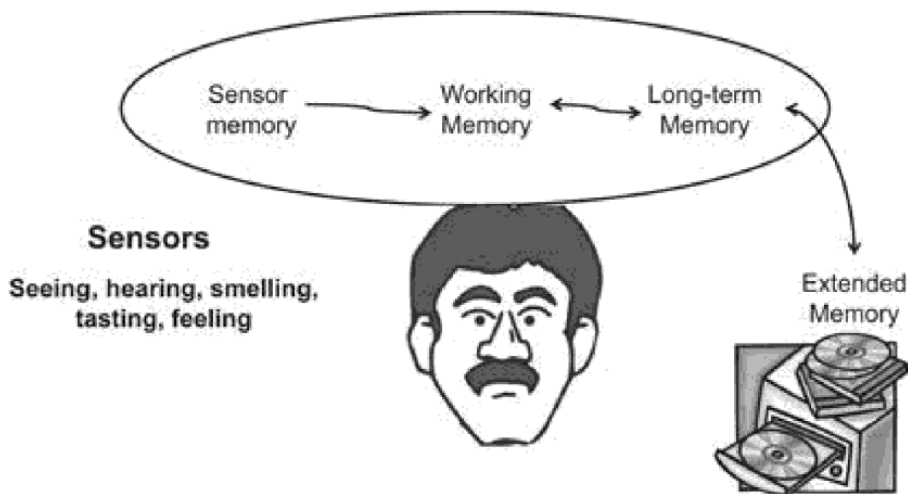 Sensor
memory
Working
Memory
Long-term
Memory
Sensors
Seeing, hearing, smelling,
tasting, feeling
Extended
Memory